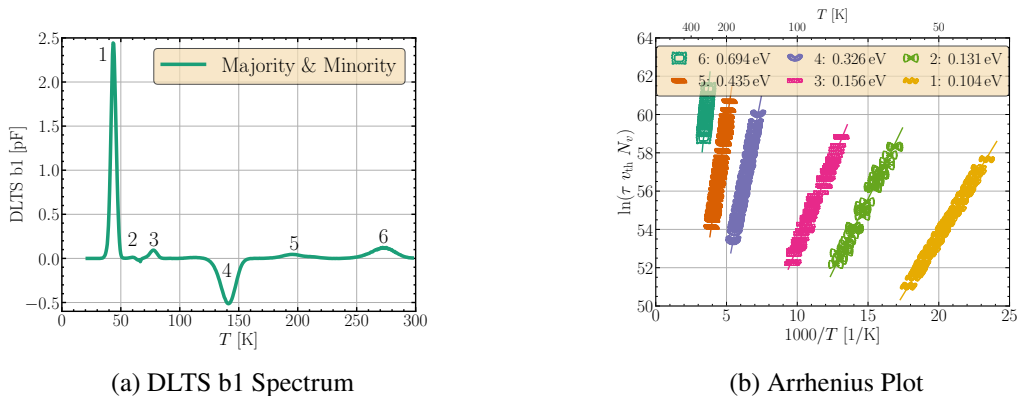 DLTS b1 [pF]
2.5
2.0
1.5
1.0
0.5
0.0
−0.5
0 50 100 150 200 250 300
T [K]
Majority & Minority
1
2
3
4
5
6
(a) DLTS b1 Spectrum
T [K]
300 200 100 50
ln(τ v_th N_v)
64
62
60
58
56
54
52
50
0 5 10 15 20 25
1000/T [1/K]
6: 0.694 eV 4: 0.326 eV 2: 0.131 eV
5: 0.435 eV 3: 0.156 eV 1: 0.104 eV
(b) Arrhenius Plot